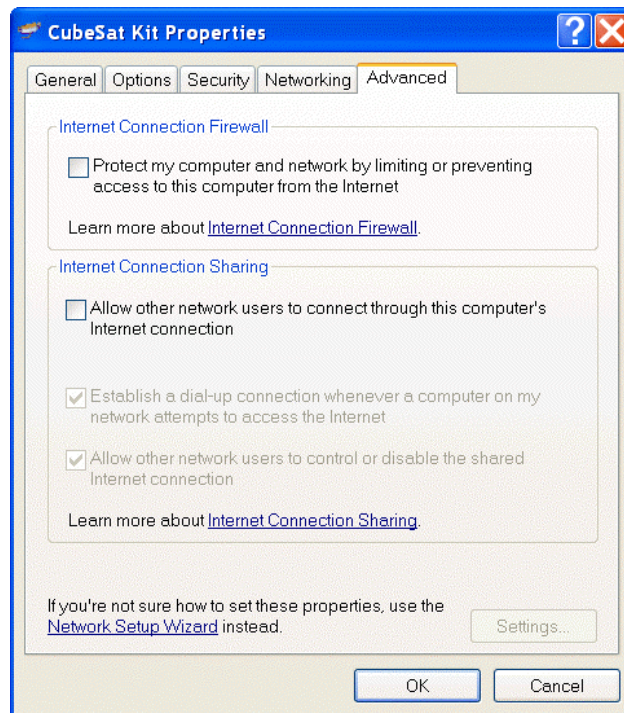 CubeSat Kit Properties
General Options Security Networking Advanced
Internet Connection Firewall
Protect my computer and network by limiting or preventing
access to this computer from the Internet
Learn more about Internet Connection Firewall.
Internet Connection Sharing
Allow other network users to connect through this computer's
Internet connection
Establish a dial-up connection whenever a computer on my
network attempts to access the Internet
Allow other network users to control or disable the shared
Internet connection
Learn more about Internet Connection Sharing.
If you're not sure how to set these properties, use the
Network Setup Wizard instead.
Settings...
OK Cancel